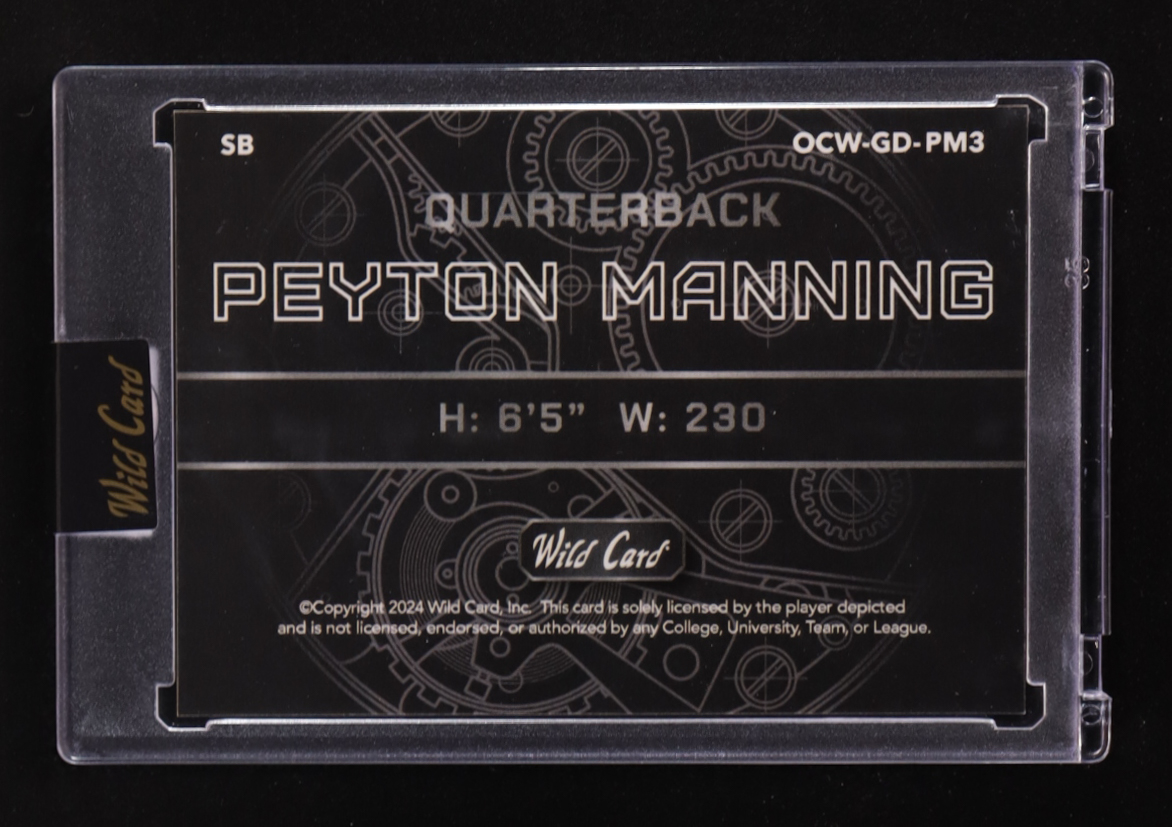 SB
OCW-GD-PM3
QUARTERBACK
PEYTON MANNING
H: 6'5" W: 230
Wild Card
Wild Card
©Copyright 2024 Wild Card, Inc. This card is solely licensed by the player depicted
and is not licensed, endorsed, or authorized by any College, University, Team, or League.